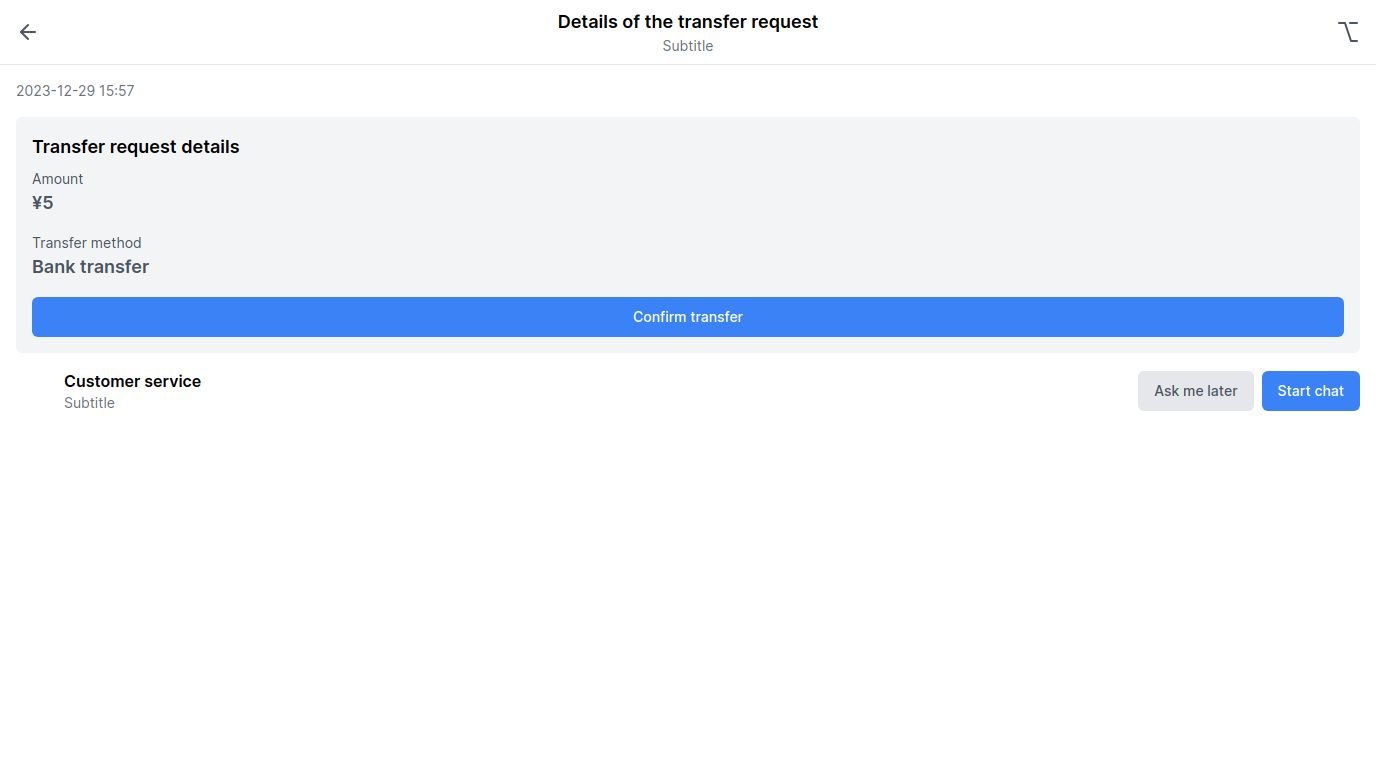 Details of the transfer request
Subtitle
2023-12-29 15:57
Transfer request details
Amount
¥5
Transfer method
Bank transfer
Confirm transfer
Customer service
Subtitle
Ask me later
Start chat